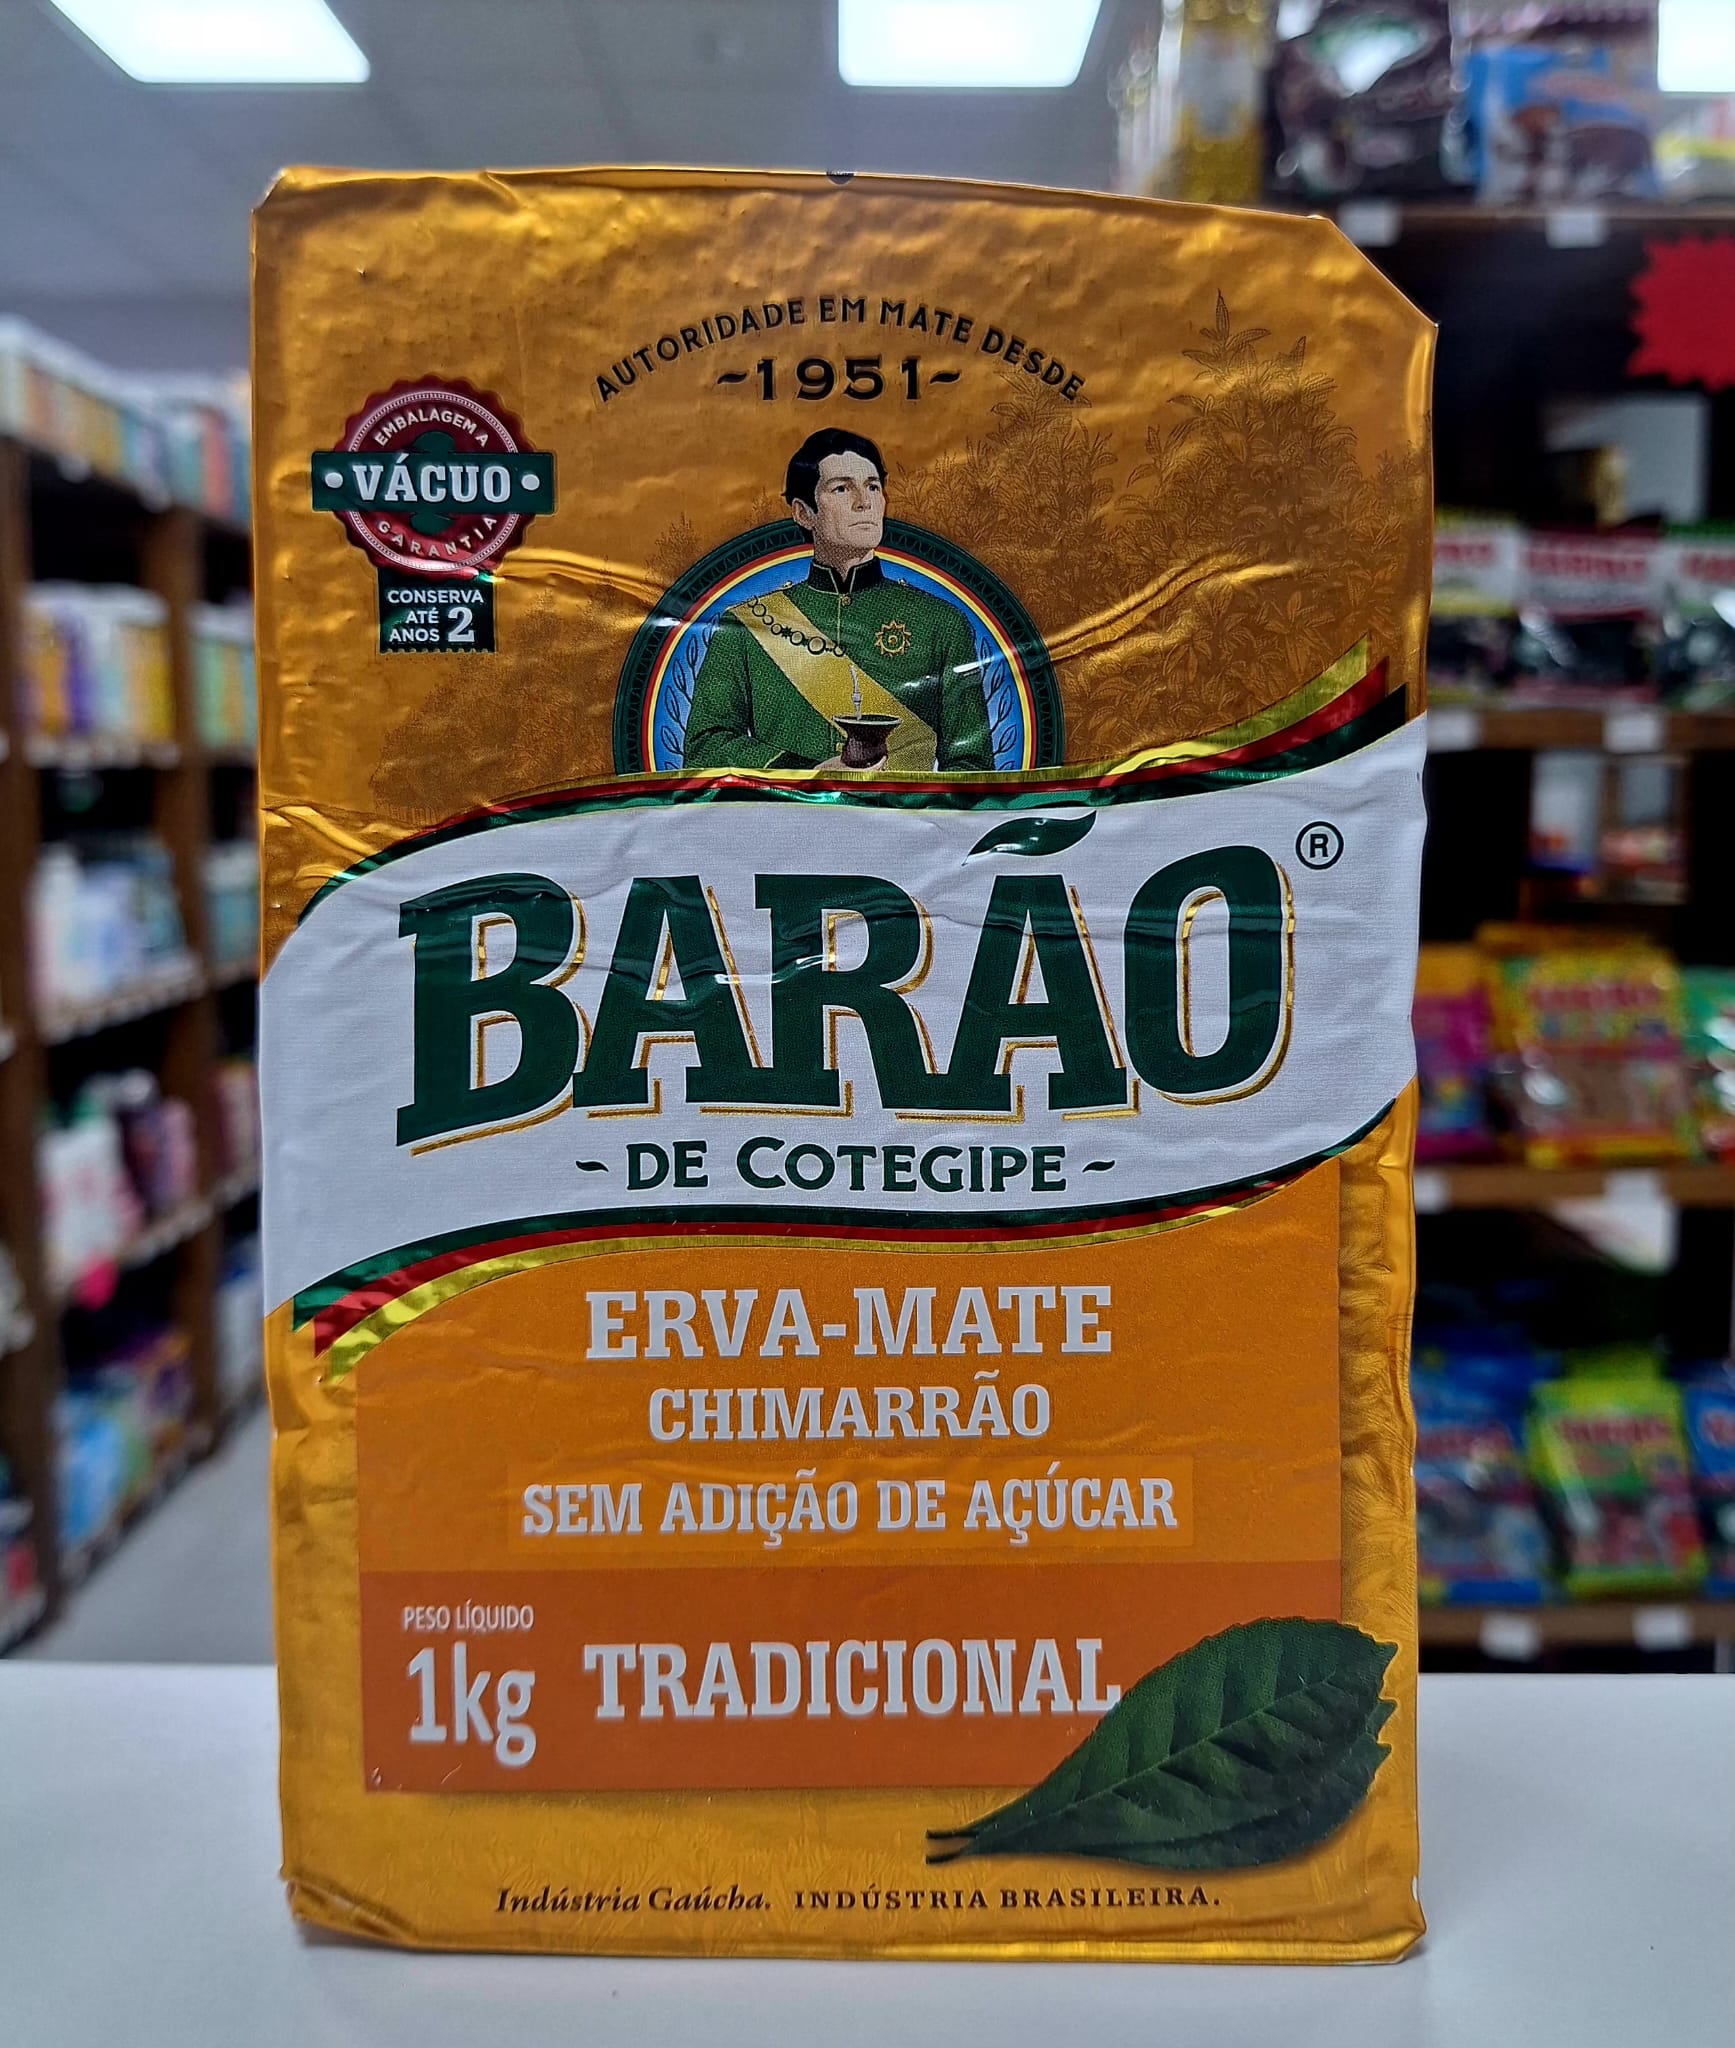 AUTORIDADE EM MATE DESDE
~1951~
EMBALAGEM A
• VÁCUO •
GARANTIA
CONSERVA
ATÉ
ANOS 2
BARÃO ®
~ DE COTEGIPE ~
ERVA-MATE
CHIMARRÃO
SEM ADIÇÃO DE AÇÚCAR
PESO LÍQUIDO
1kg
TRADICIONAL
Indústria Gaúcha. INDÚSTRIA BRASILEIRA.